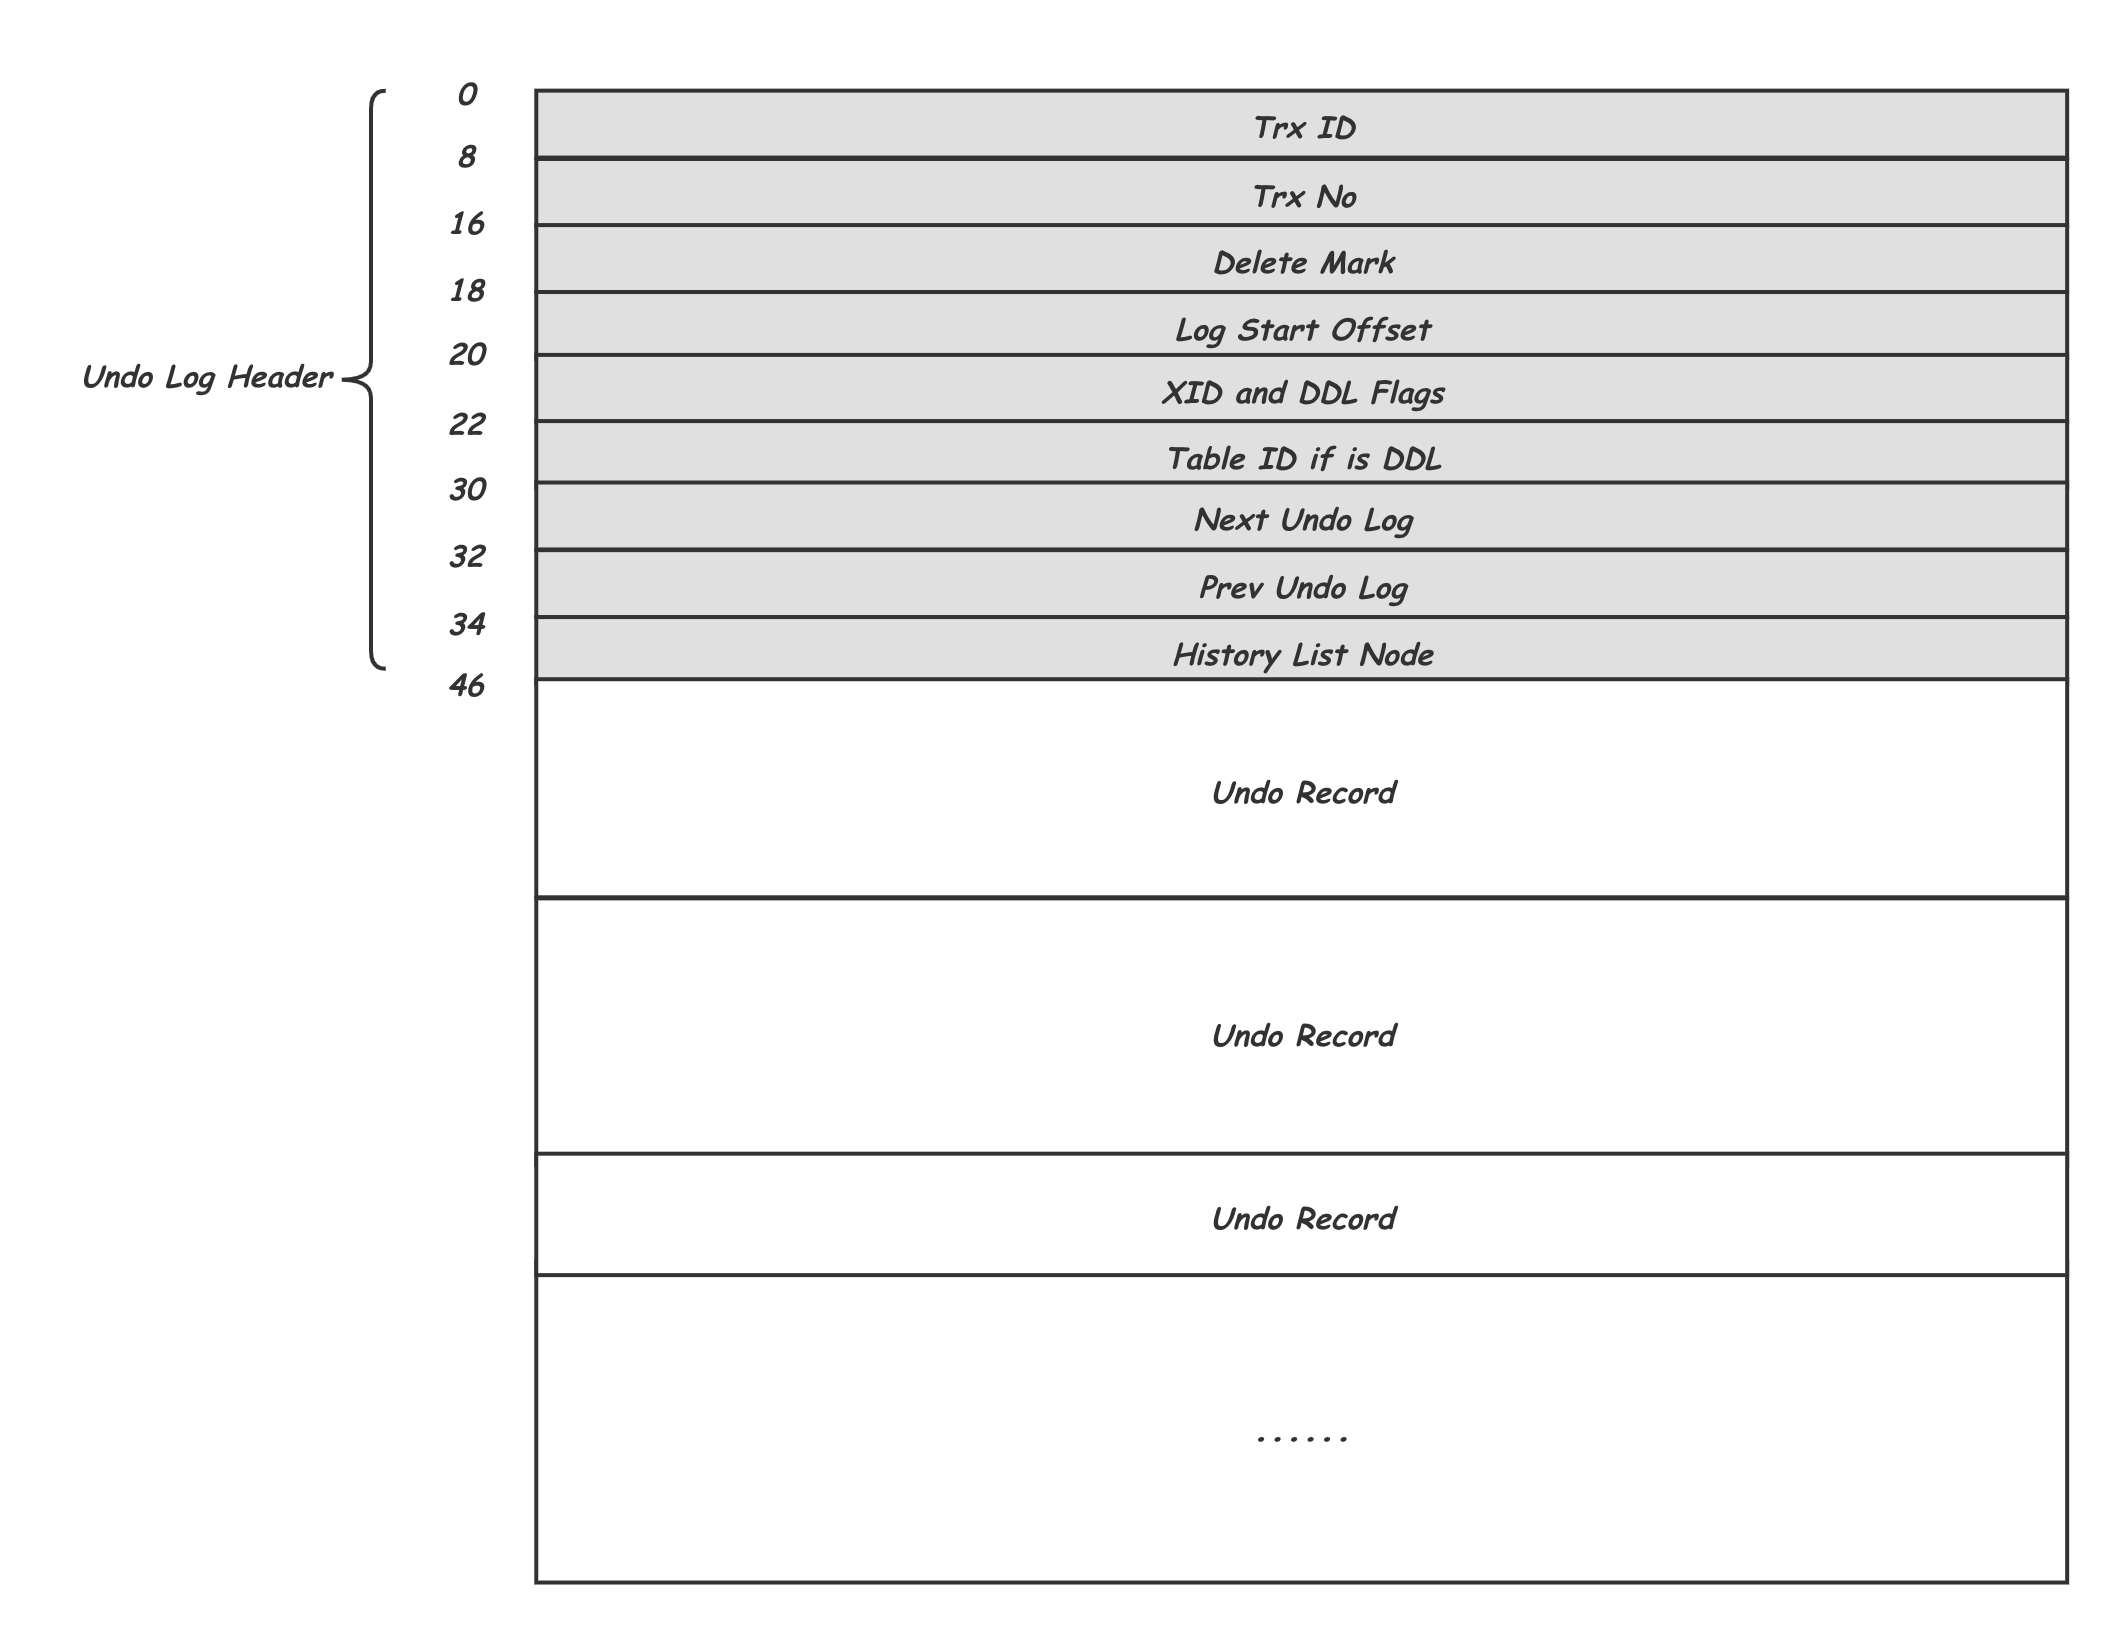 0
Trx ID
8
Trx No
16
Delete Mark
18
Log Start Offset
20
Undo Log Header
XID and DDL Flags
22
Table ID if is DDL
30
Next Undo Log
32
Prev Undo Log
34
History List Node
46
Undo Record
Undo Record
Undo Record
......